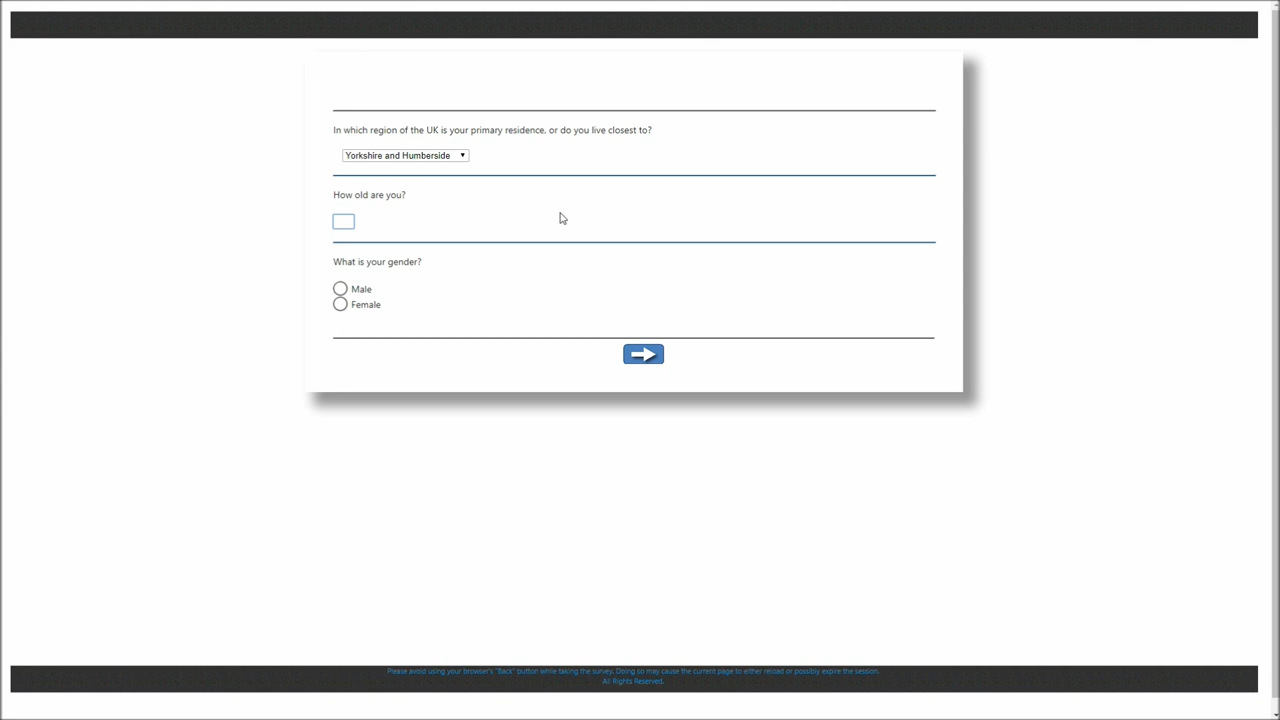 In which region of the UK is your primary residence, or do you live closest to?
Yorkshire and Humberside
How old are you?
What is your gender?
Male
Female
Please avoid using your browser's "Back" button while taking the survey. Doing so may cause the current page to either reload or possibly expire the session.
All Rights Reserved.